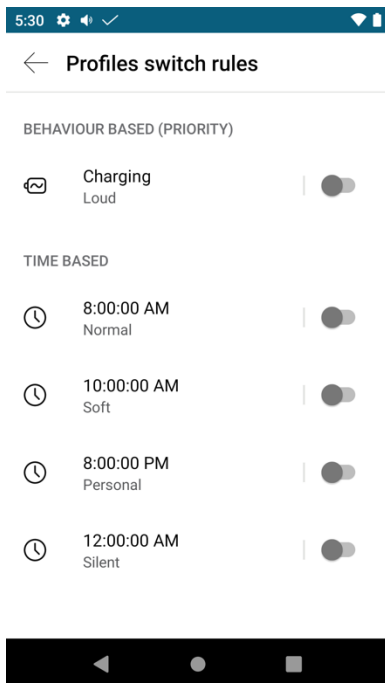 5:30
Profiles switch rules
BEHAVIOUR BASED (PRIORITY)
Charging
Loud
TIME BASED
8:00:00 AM
Normal
10:00:00 AM
Soft
8:00:00 PM
Personal
12:00:00 AM
Silent